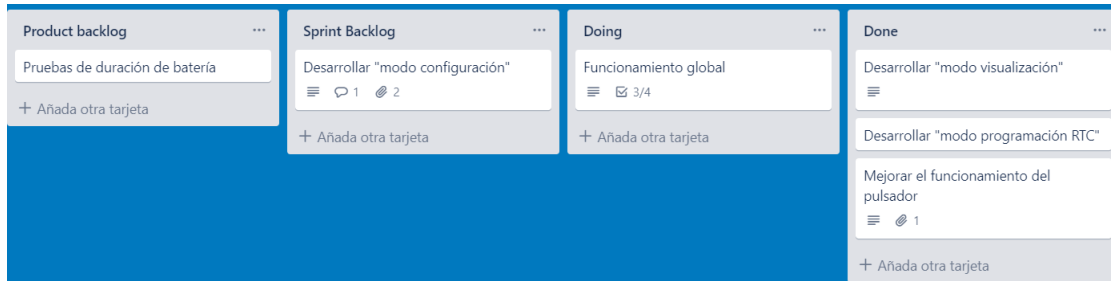 Product backlog
Pruebas de duración de batería
+ Añada otra tarjeta
Sprint Backlog
Desarrollar "modo configuración"
1 2
+ Añada otra tarjeta
Doing
Funcionamiento global
3/4
+ Añada otra tarjeta
Done
Desarrollar "modo visualización"
Desarrollar "modo programación RTC"
Mejorar el funcionamiento del
pulsador
1
+ Añada otra tarjeta